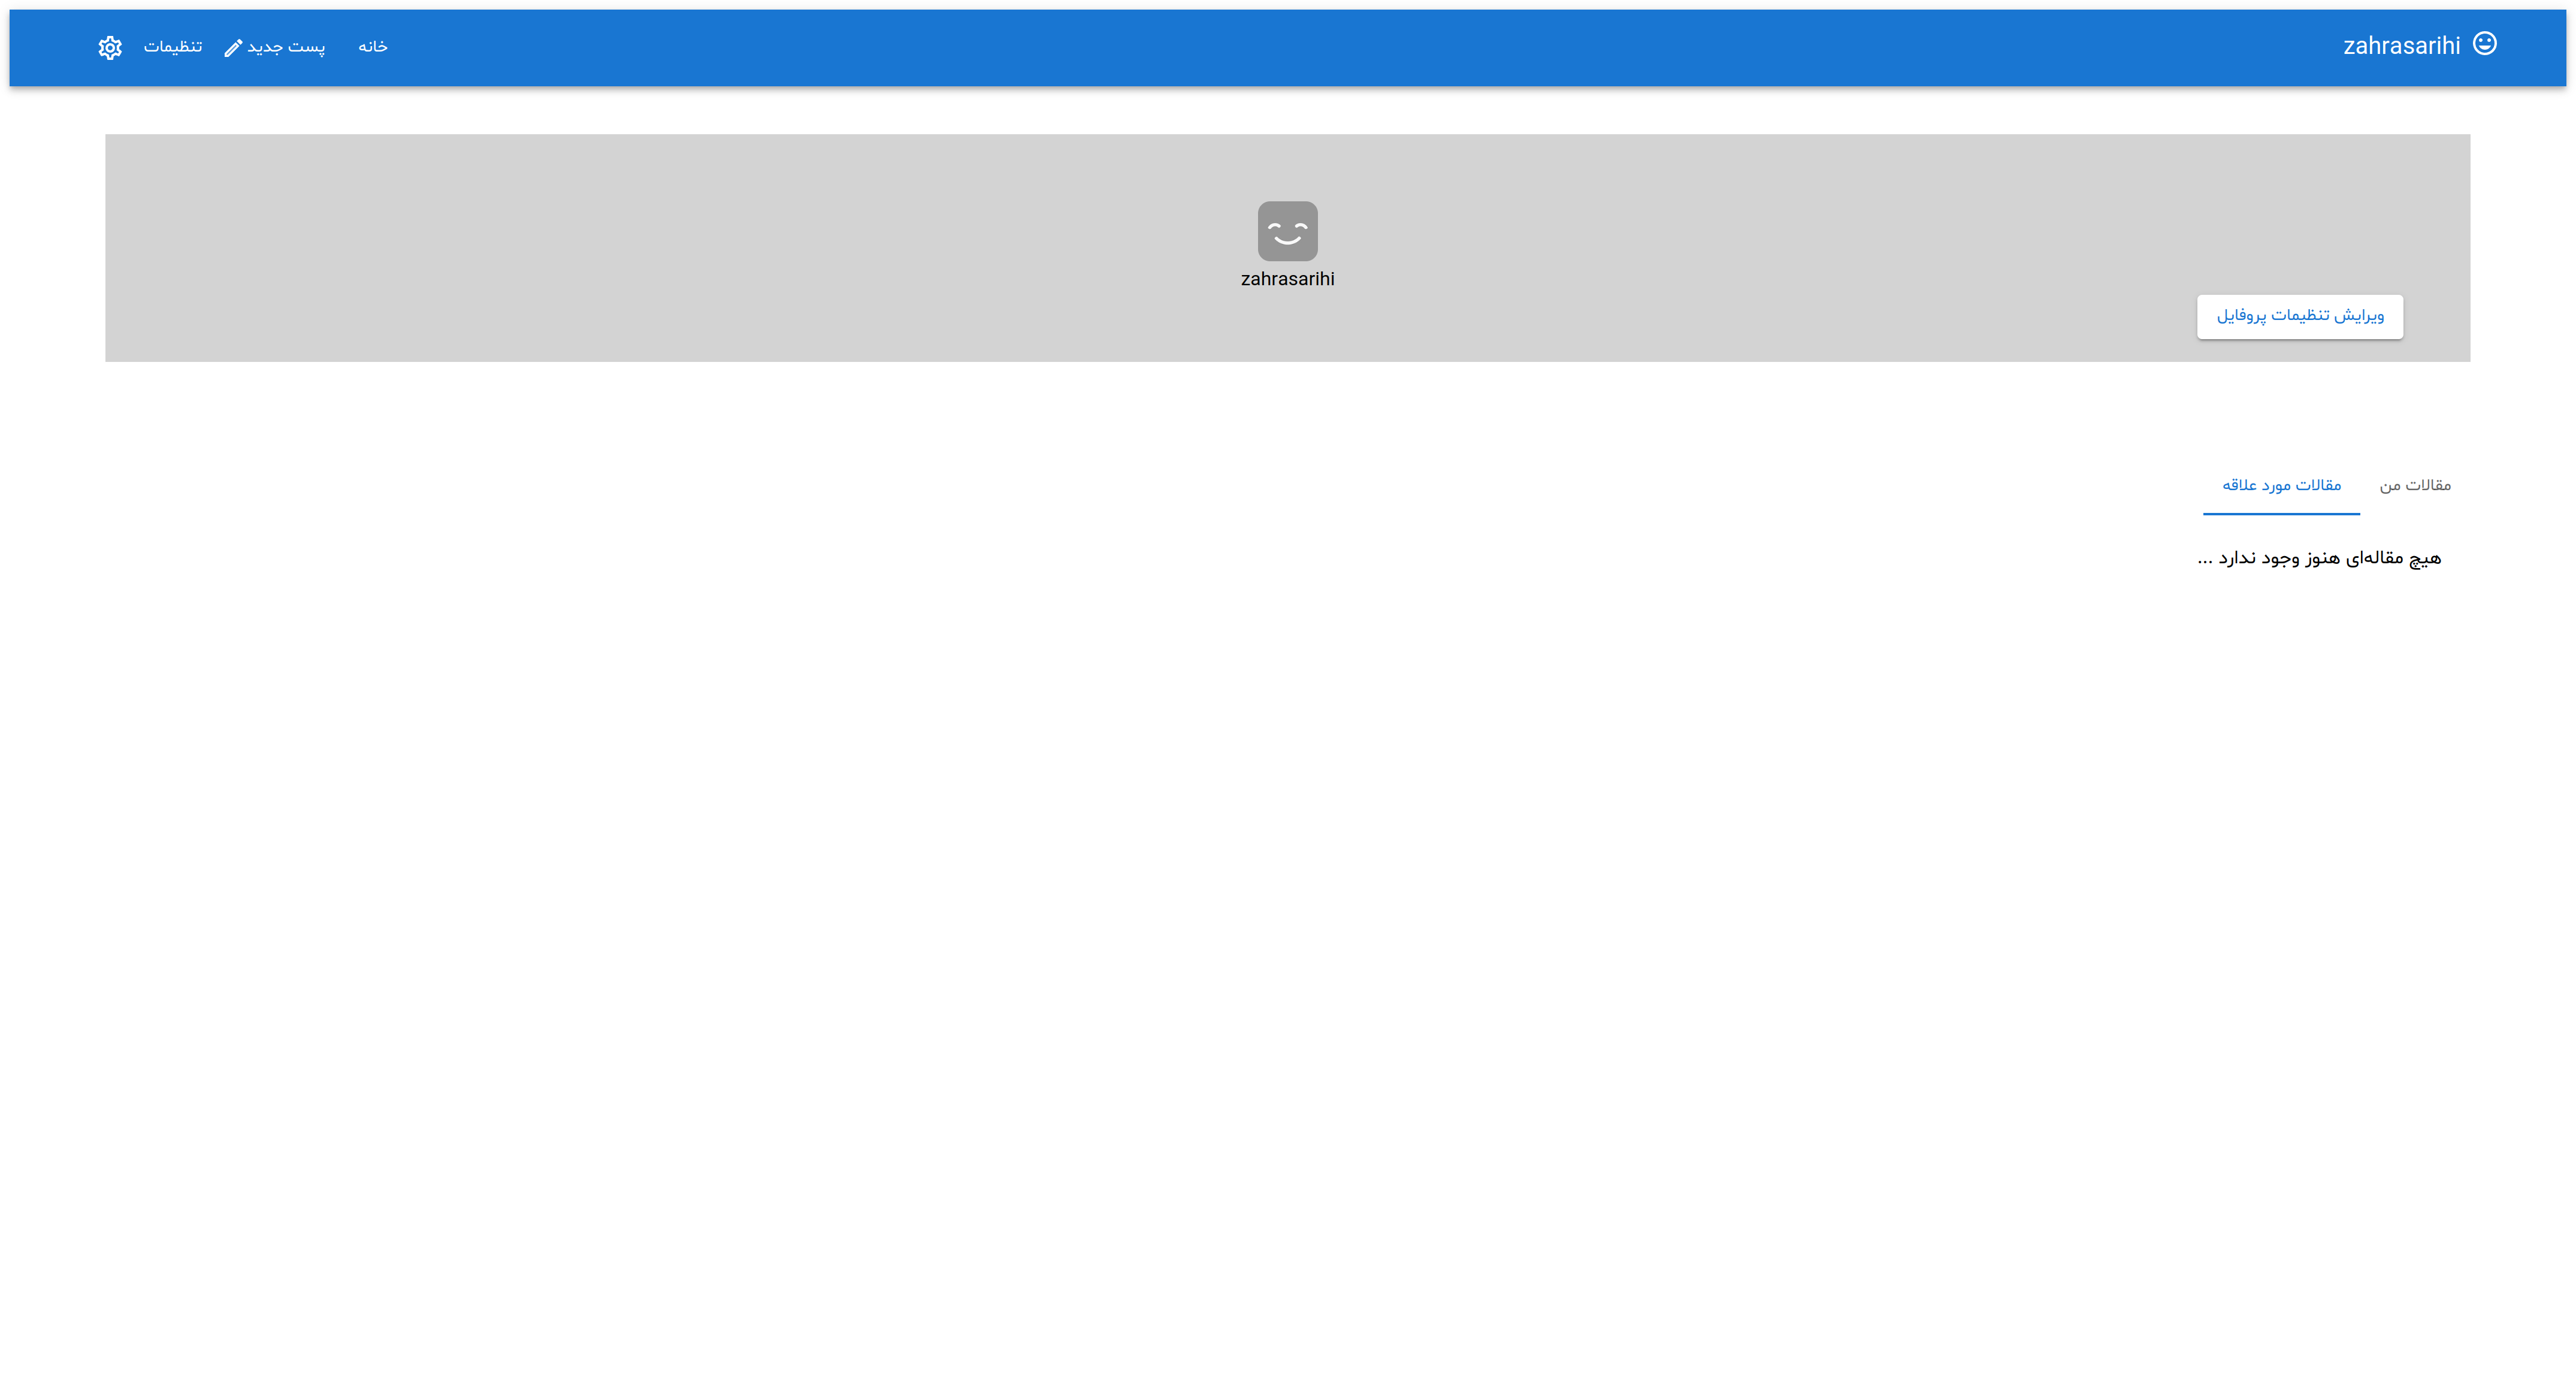 zahrasarihi
خانه
پست جدید
تنظیمات
zahrasarihi
ویرایش تنظیمات پروفایل
مقالات من
مقالات مورد علاقه
هیچ مقاله‌ای هنوز وجود ندارد ...